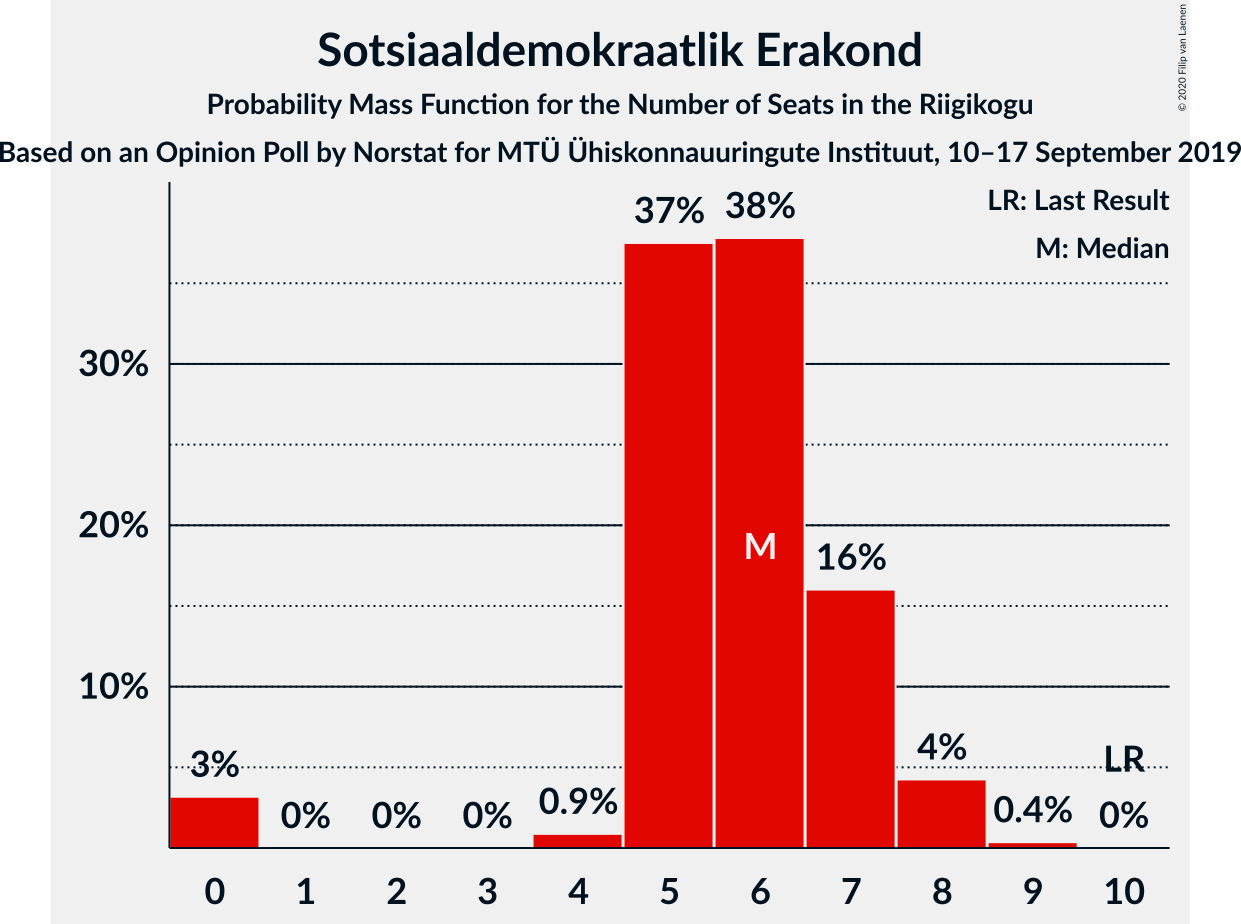 Sotsiaaldemokraatlik Erakond
Probability Mass Function for the Number of Seats in the Riigikogu
Based on an Opinion Poll by Norstat for MTÜ Ühiskonnauuringute Instituut, 10–17 September 2019
© 2020 Filip van Laenen
LR: Last Result
M: Median
37%
38%
30%
20%
M
16%
10%
3%
0%
0%
0%
0.9%
4%
0.4%
LR
0%
0 1 2 3 4 5 6 7 8 9 10